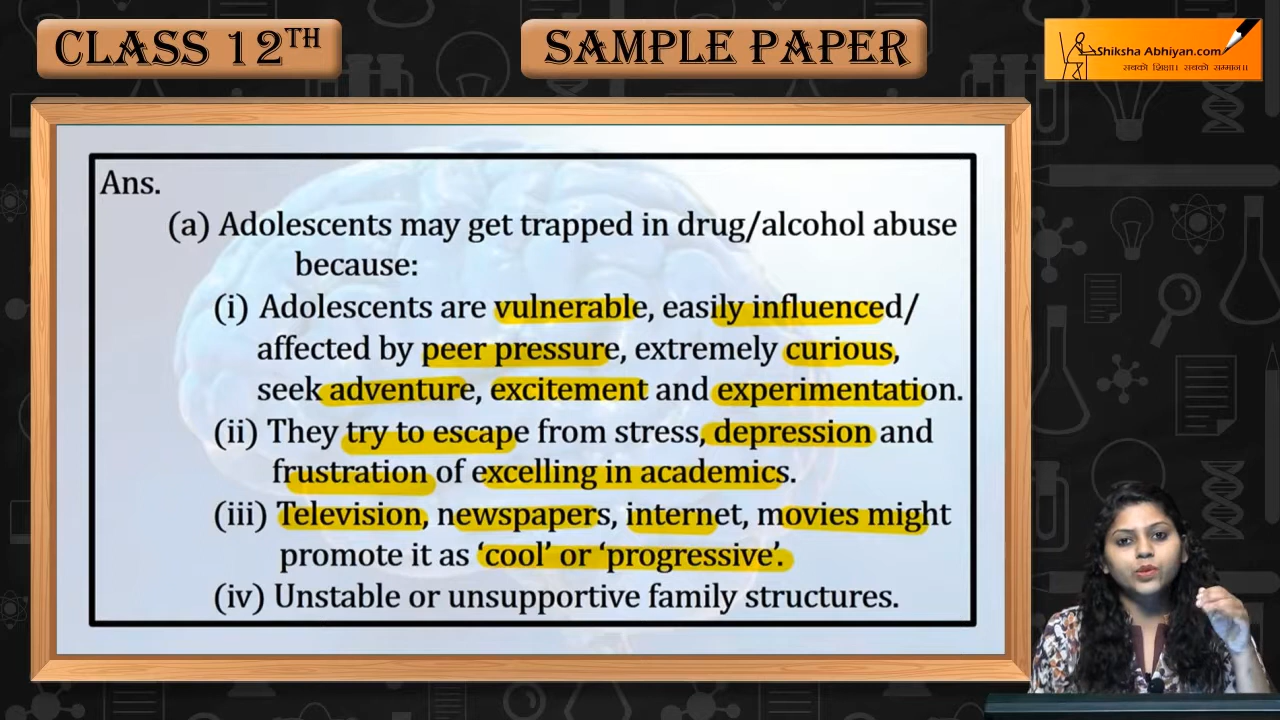 CLASS 12TH
SAMPLE PAPER
Shiksha Abhiyan.com
सबको शिक्षा। सबको सम्मान॥
Ans.
(a) Adolescents may get trapped in drug/alcohol abuse
because:
(i) Adolescents are vulnerable, easily influenced/
affected by peer pressure, extremely curious,
seek adventure, excitement and experimentation.
(ii) They try to escape from stress, depression and
frustration of excelling in academics.
(iii) Television, newspapers, internet, movies might
promote it as ‘cool’ or ‘progressive’.
(iv) Unstable or unsupportive family structures.